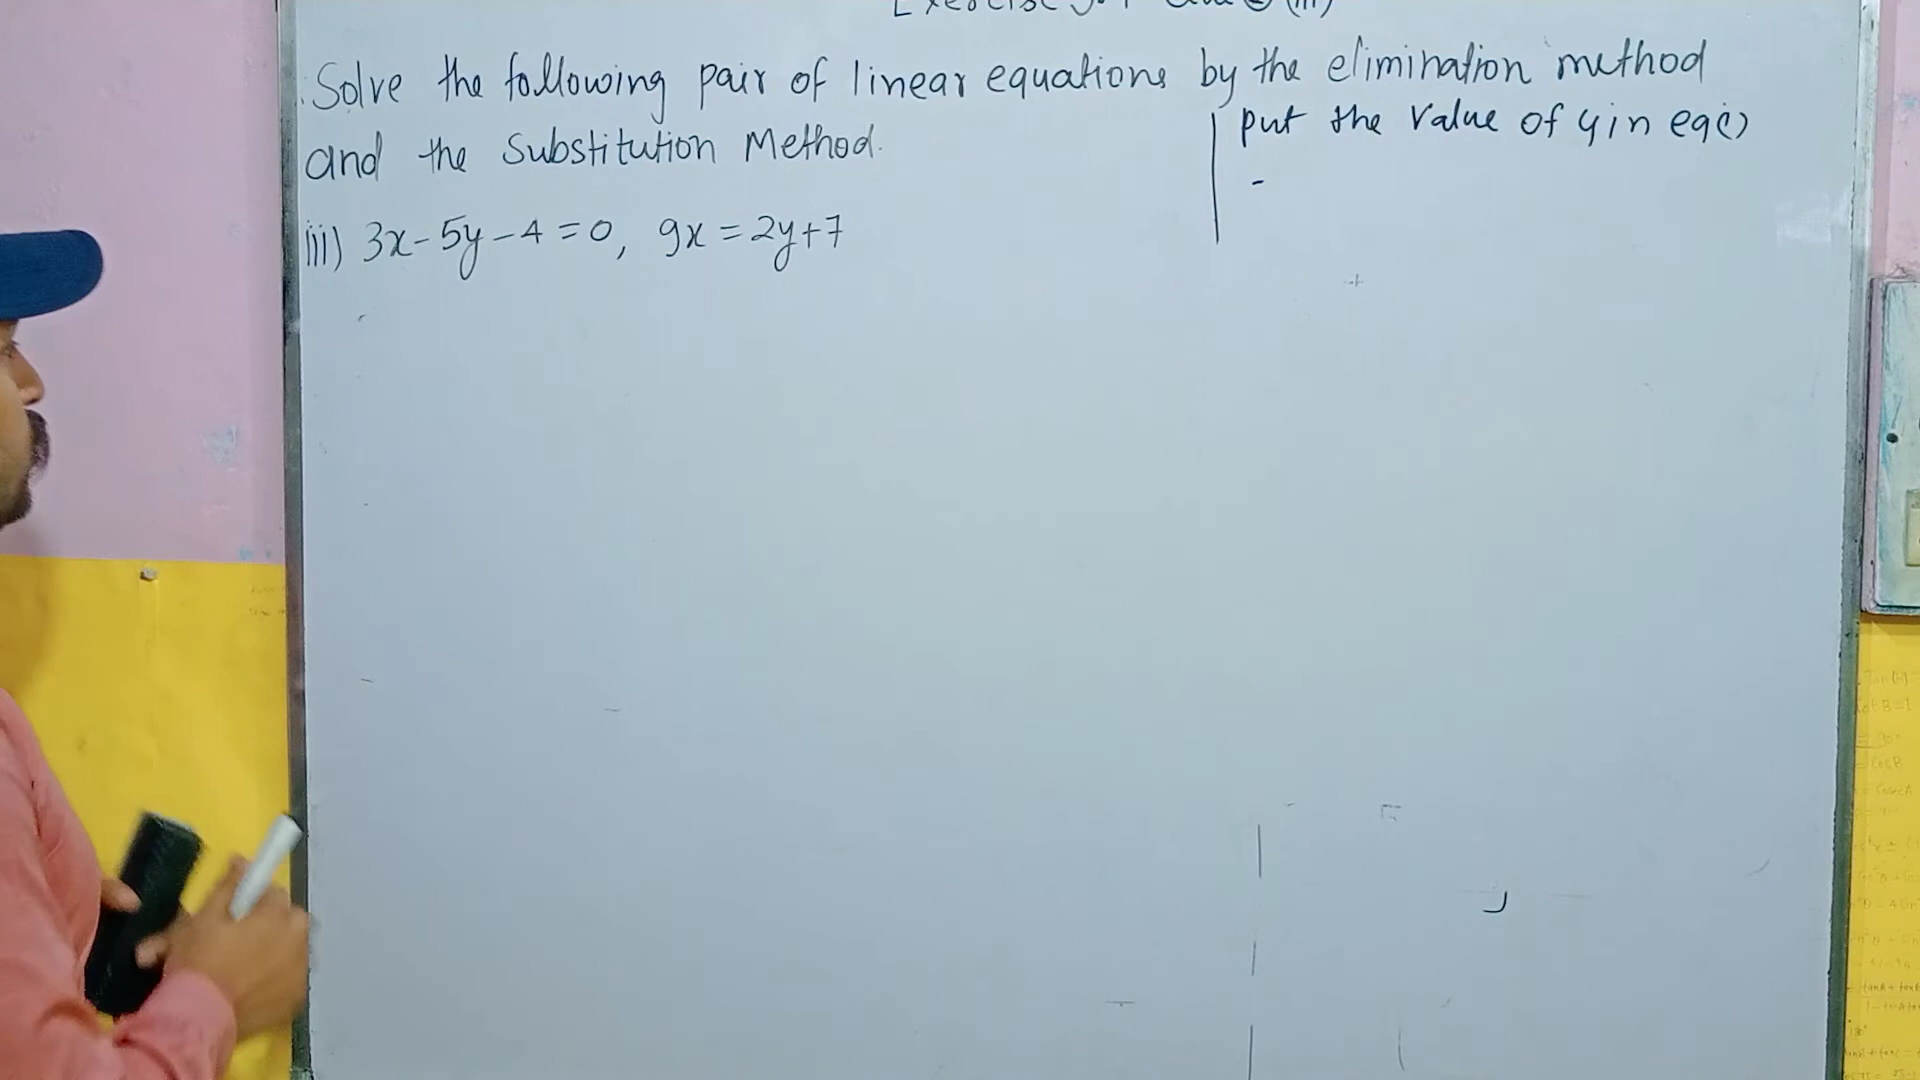 Solve the following pair of linear equations by the elimination method
and the Substitution Method.
put the value of y in eq(i)
iii) 3x-5y-4=0, 9x=2y+7